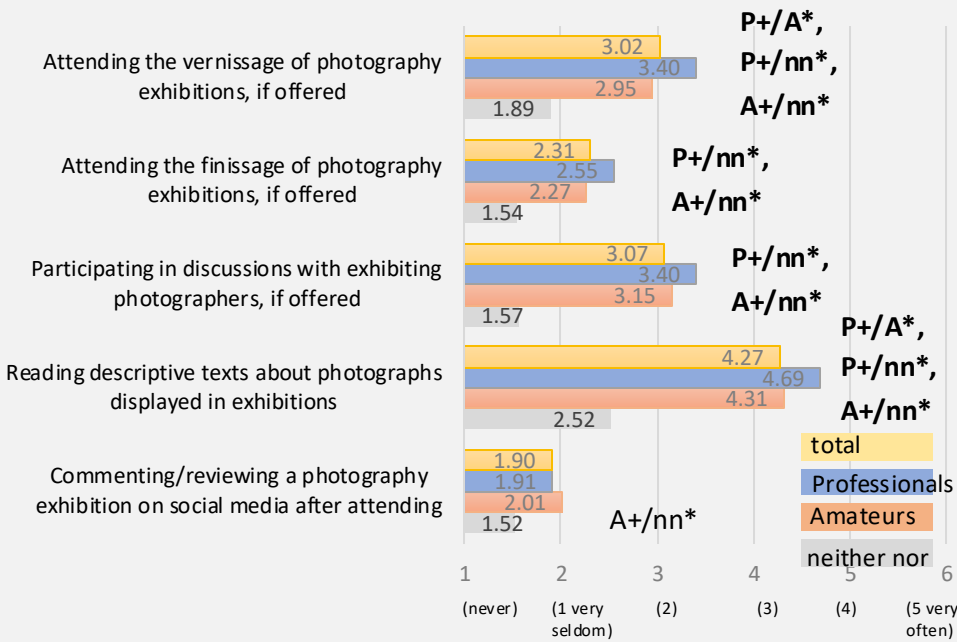 Attending the vernissage of photography
exhibitions, if offered
3.02
3.40
2.95
1.89
P+/A*,
P+/nn*,
A+/nn*
Attending the finissage of photography
exhibitions, if offered
2.31
2.55
2.27
1.54
P+/nn*,
A+/nn*
Participating in discussions with exhibiting
photographers, if offered
3.07
3.40
3.15
1.57
P+/nn*,
A+/nn*
Reading descriptive texts about photographs
displayed in exhibitions
4.27
4.69
4.31
2.52
P+/A*,
P+/nn*,
A+/nn*
Commenting/reviewing a photography
exhibition on social media after attending
1.90
1.91
2.01
1.52
A+/nn*
total
Professionals
Amateurs
neither nor
1 2 3 4 5 6
(never) (1 very seldom) (2) (3) (4) (5 very often)